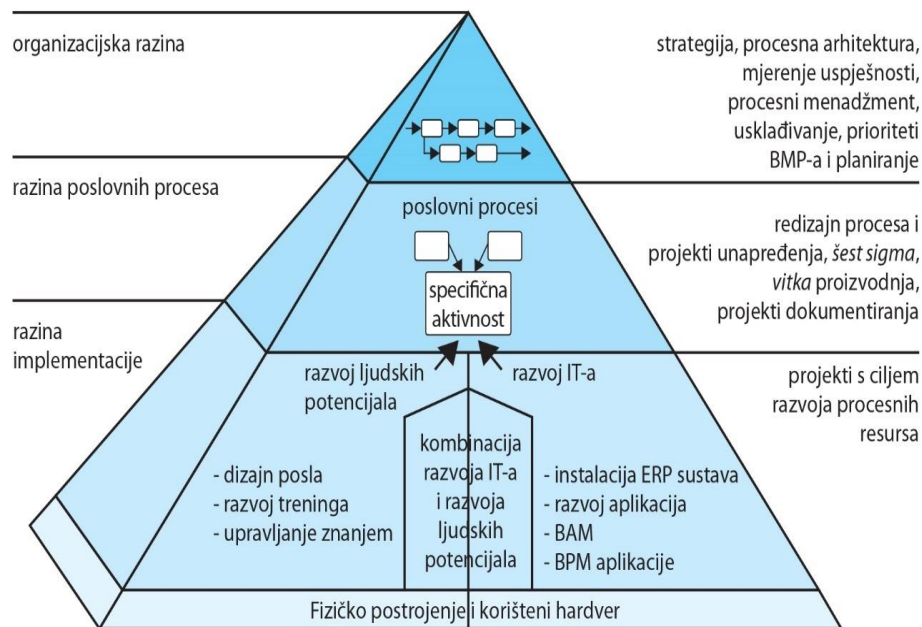 organizacijska razina
strategija, procesna arhitektura,
mjerenje uspješnosti,
procesni menadžment,
usklađivanje, prioriteti
BMP-a i planiranje
razina poslovnih procesa
poslovni procesi
specifična
aktivnost
redizajn procesa i
projekti unapređenja, šest sigma,
vitka proizvodnja,
projekti dokumentiranja
razina
implementacije
razvoj ljudskih
potencijala
razvoj IT-a
projekti s ciljem
razvoja procesnih
resursa
- dizajn posla
- razvoj treninga
- upravljanje znanjem
kombinacija
razvoja IT-a
i razvoja
ljudskih
potencijala
- instalacija ERP sustava
- razvoj aplikacija
- BAM
- BPM aplikacije
Fizičko postrojenje i korišteni hardver